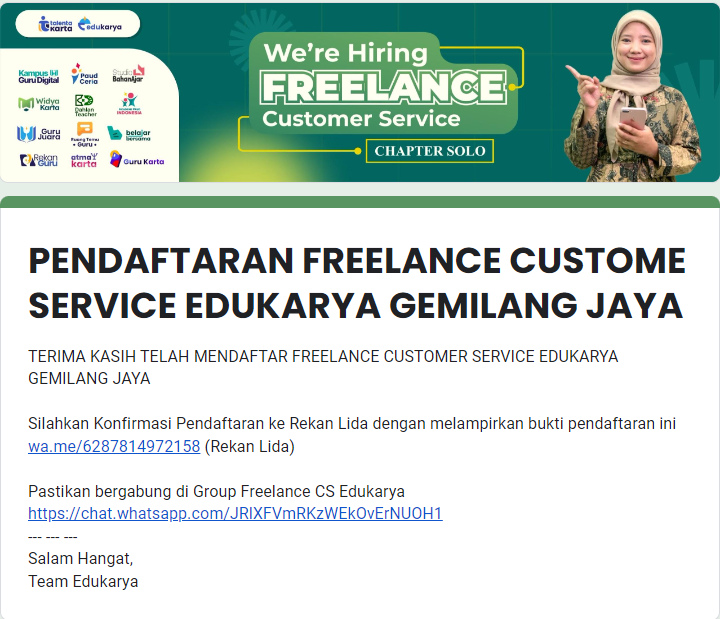 talenta
karta
edukarya
Kampus
Guru Digital
Paud
Ceria
Studio
BahanAjar
Widya
Karta
Dahlen
Teacher
Guru
Juara
Ruang Temu
Guru
belajar
bersama
Rekan
Guru
atma
karta
Guru Karta
We're Hiring
FREELANCE
Customer Service
CHAPTER SOLO
PENDAFTARAN FREELANCE CUSTOME
SERVICE EDUKARYA GEMILANG JAYA
TERIMA KASIH TELAH MENDAFTAR FREELANCE CUSTOMER SERVICE EDUKARYA
GEMILANG JAYA
Silahkan Konfirmasi Pendaftaran ke Rekan Lida dengan melampirkan bukti pendaftaran ini
wa.me/6287814972158 (Rekan Lida)
Pastikan bergabung di Group Freelance CS Edukarya
https://chat.whatsapp.com/JRlXFVmRKzWEkOvErNUOH1
--- --- ---
Salam Hangat,
Team Edukarya